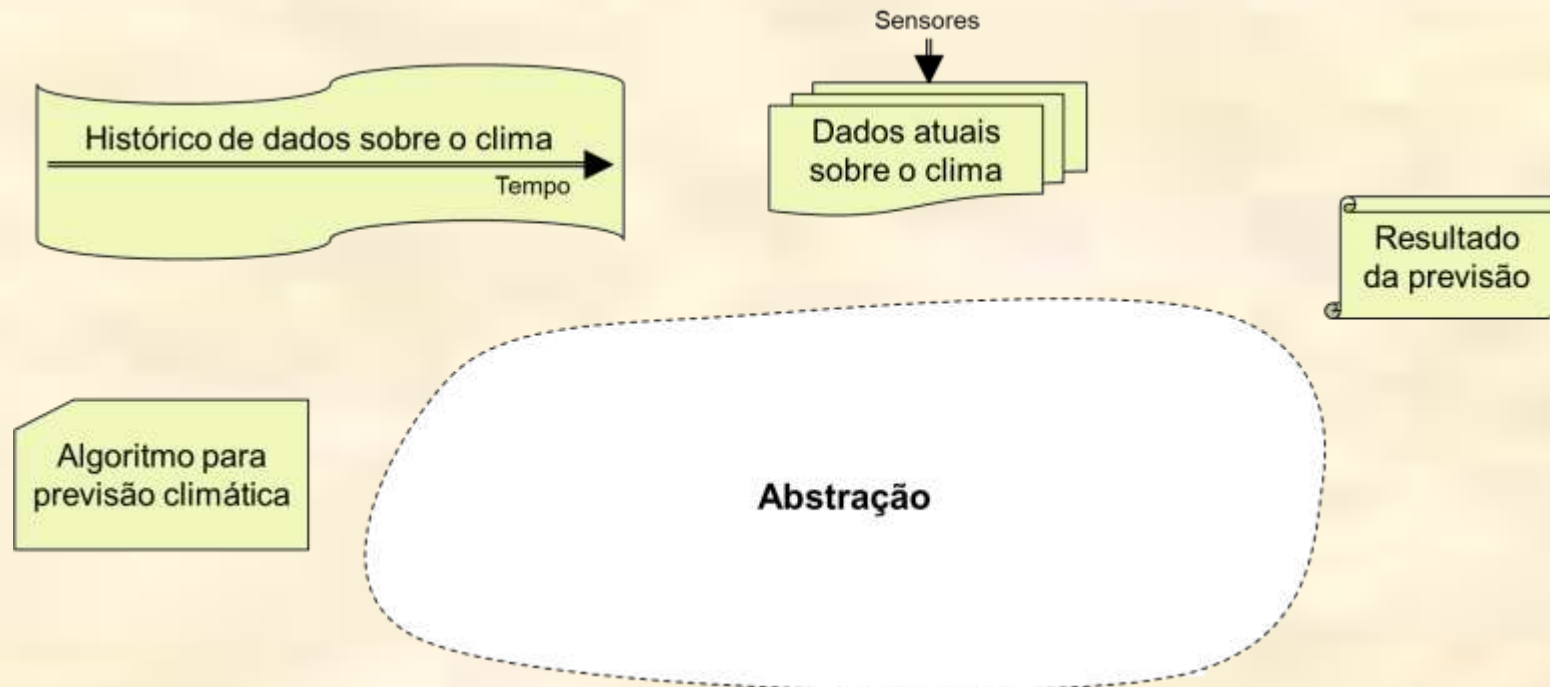 Sensores
Histórico de dados sobre o clima
Tempo
Dados atuais
sobre o clima
Resultado
da previsão
Algoritmo para
previsão climática
Abstração